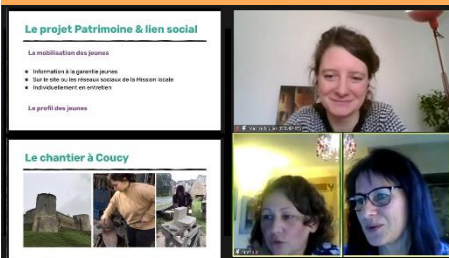 Le projet Patrimoine & lien social
La mobilisation des jeunes
Information à la garantie jeunes
Sur le site ou les réseaux sociaux de la Mission locale
Individuellement en entretien
Le profil des jeunes
Le chantier à Coucy